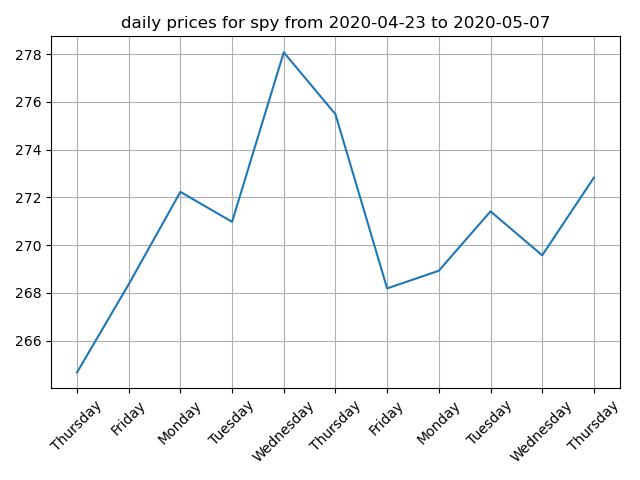 daily prices for spy from 2020-04-23 to 2020-05-07
278
276
274
272
270
268
266
Thursday
Friday
Monday
Tuesday
Wednesday
Thursday
Friday
Monday
Tuesday
Wednesday
Thursday